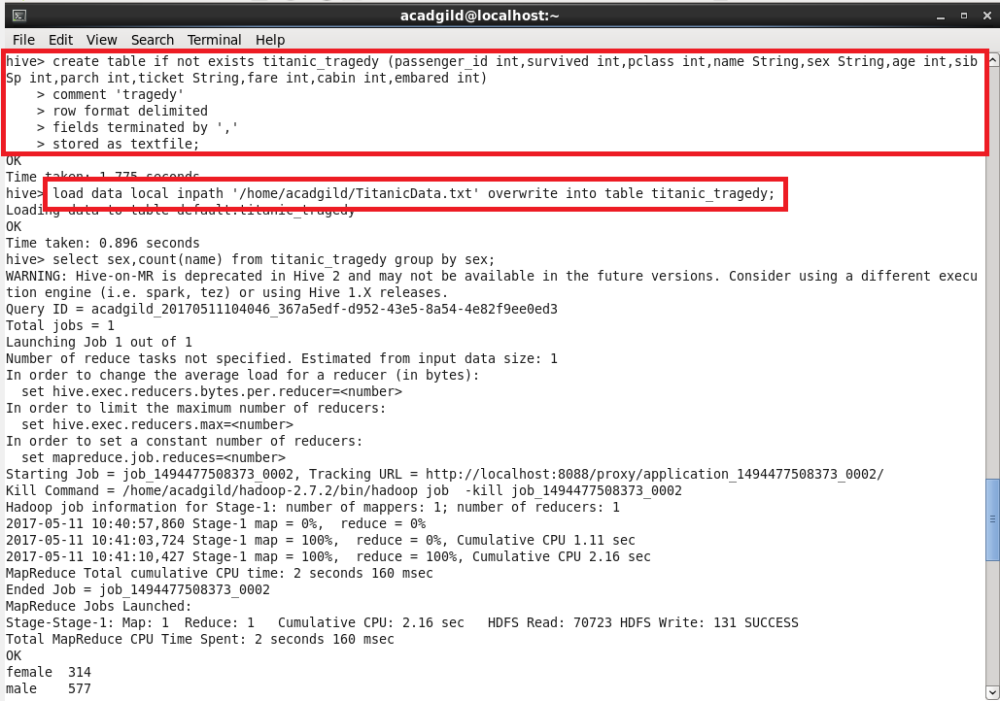 acadgild@localhost:~
File Edit View Search Terminal Help
hive> create table if not exists titanic_tragedy (passenger_id int,survived int,pclass int,name String,sex String,age int,sib
Sp int,parch int,ticket String,fare int,cabin int,embared int)
    > comment 'tragedy'
    > row format delimited
    > fields terminated by ','
    > stored as textfile;
OK
Time taken: 1.775 seconds
hive> load data local inpath '/home/acadgild/TitanicData.txt' overwrite into table titanic_tragedy;
Loading data to table default.titanic_tragedy
OK
Time taken: 0.896 seconds
hive> select sex,count(name) from titanic_tragedy group by sex;
WARNING: Hive-on-MR is deprecated in Hive 2 and may not be available in the future versions. Consider using a different execu
tion engine (i.e. spark, tez) or using Hive 1.X releases.
Query ID = acadgild_20170511104046_367a5edf-d952-43e5-8a54-4e82f9ee0ed3
Total jobs = 1
Launching Job 1 out of 1
Number of reduce tasks not specified. Estimated from input data size: 1
In order to change the average load for a reducer (in bytes):
  set hive.exec.reducers.bytes.per.reducer=<number>
In order to limit the maximum number of reducers:
  set hive.exec.reducers.max=<number>
In order to set a constant number of reducers:
  set mapreduce.job.reduces=<number>
Starting Job = job_1494477508373_0002, Tracking URL = http://localhost:8088/proxy/application_1494477508373_0002/
Kill Command = /home/acadgild/hadoop-2.7.2/bin/hadoop job  -kill job_1494477508373_0002
Hadoop job information for Stage-1: number of mappers: 1; number of reducers: 1
2017-05-11 10:40:57,860 Stage-1 map = 0%,  reduce = 0%
2017-05-11 10:41:03,724 Stage-1 map = 100%,  reduce = 0%, Cumulative CPU 1.11 sec
2017-05-11 10:41:10,427 Stage-1 map = 100%,  reduce = 100%, Cumulative CPU 2.16 sec
MapReduce Total cumulative CPU time: 2 seconds 160 msec
Ended Job = job_1494477508373_0002
MapReduce Jobs Launched:
Stage-Stage-1: Map: 1  Reduce: 1   Cumulative CPU: 2.16 sec   HDFS Read: 70723 HDFS Write: 131 SUCCESS
Total MapReduce CPU Time Spent: 2 seconds 160 msec
OK
female  314
male    577